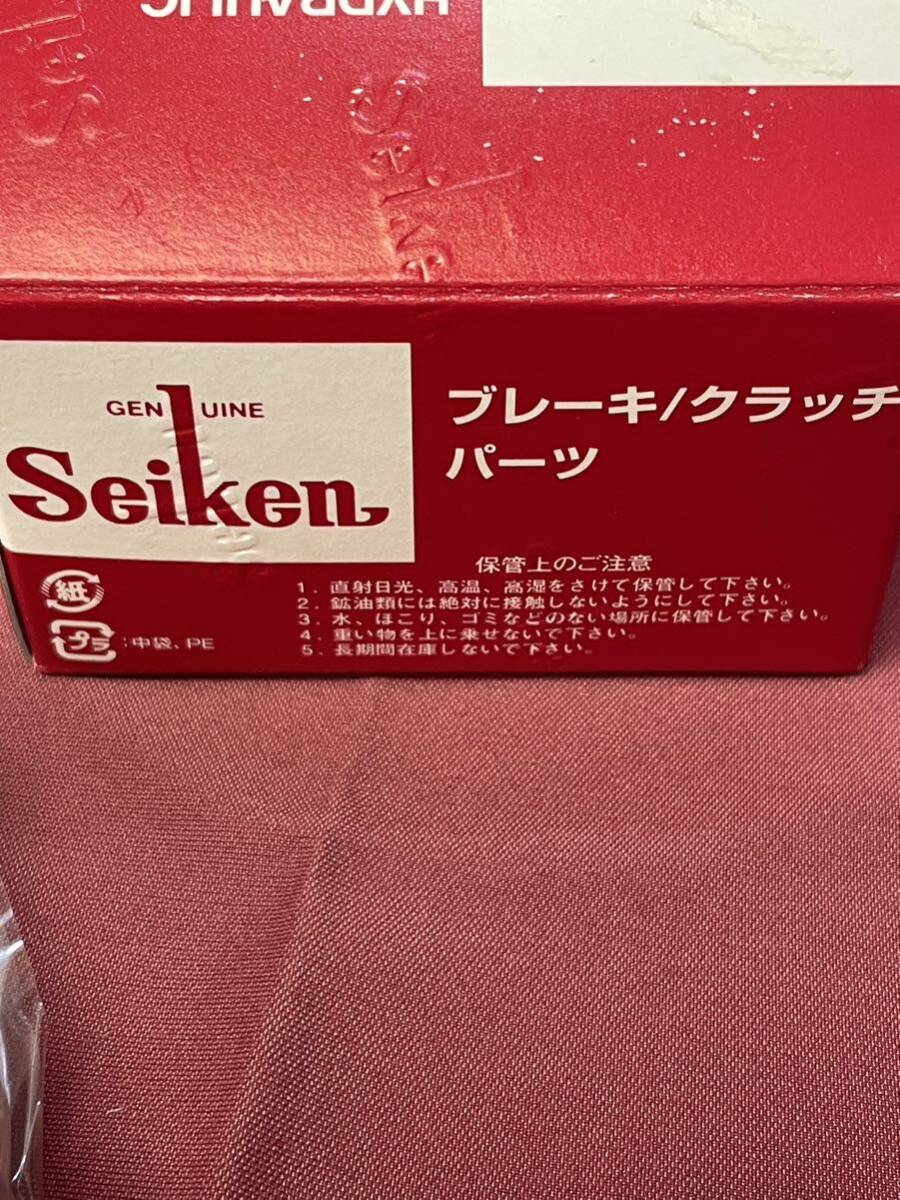 HYDRAULIC
Seiken
GENUINE
Seiken
ブレーキ/クラッチ
パーツ
保管上のご注意
1. 直射日光、高温、高湿をさけて保管して下さい。
2. 鉱油類には絶対に接触しないようにして下さい。
3. 水、ほこり、ゴミなどのない場所に保管して下さい。
4. 重い物を上に乗せないで下さい。
5. 長期間在庫しないで下さい。
紙
プラ :中袋、PE